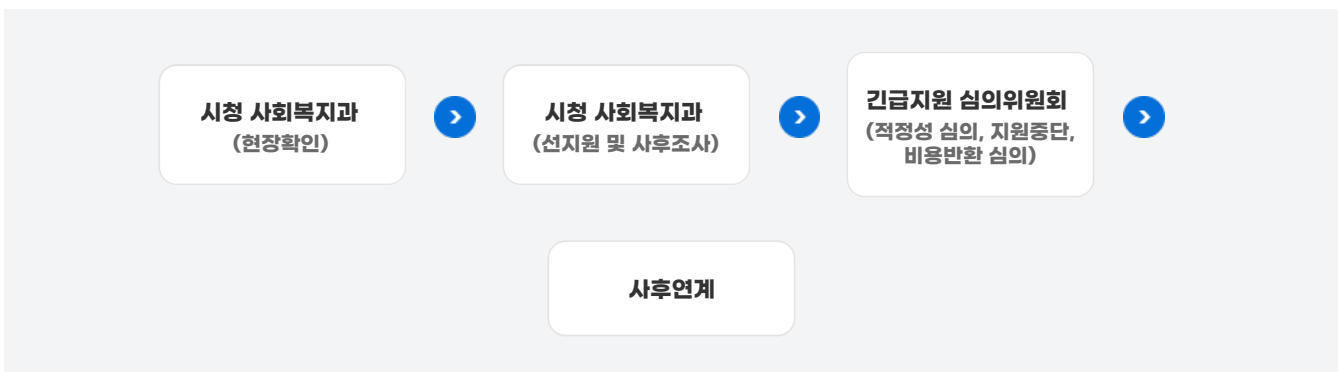 시청 사회복지과
(현장확인)
시청 사회복지과
(선지원 및 사후조사)
긴급지원 심의위원회
(적정성 심의, 지원중단,
비용반환 심의)
사후연계